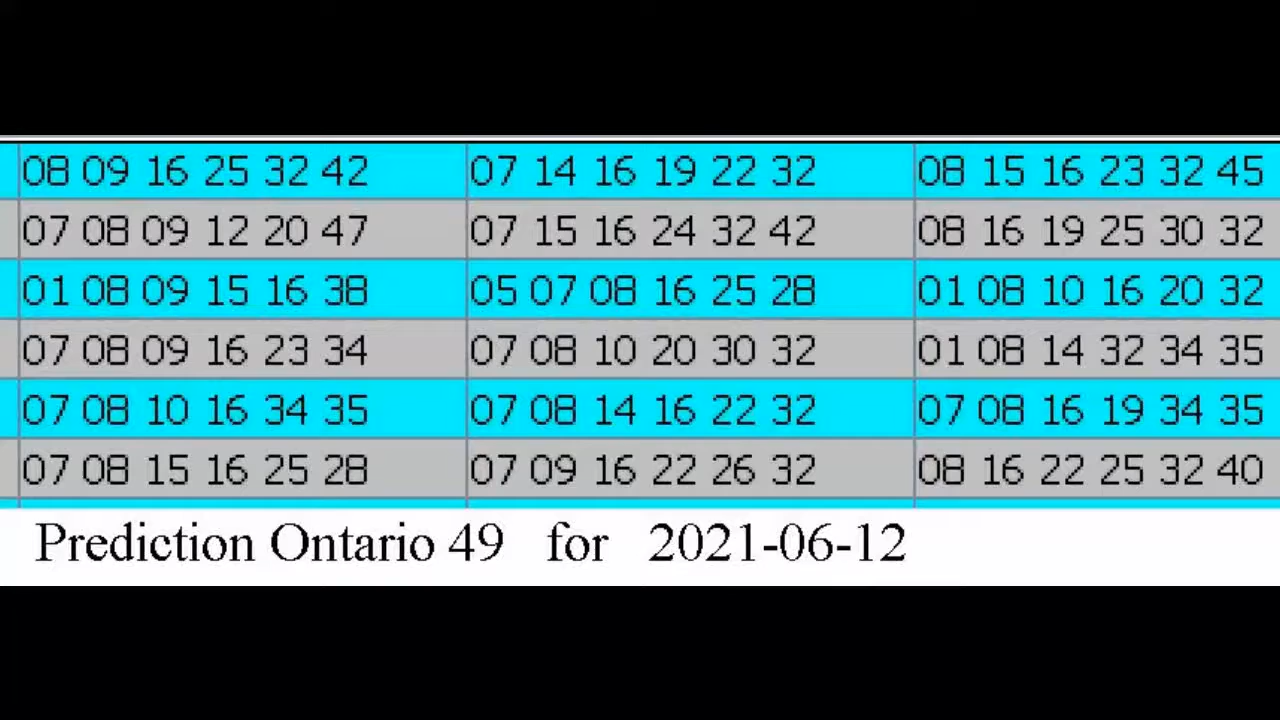 08 09 16 25 32 42 07 14 16 19 22 32 08 15 16 23 32 45
07 08 09 12 20 47 07 15 16 24 32 42 08 16 19 25 30 32
01 08 09 15 16 38 05 07 08 16 25 28 01 08 10 16 20 32
07 08 09 16 23 34 07 08 10 20 30 32 01 08 14 32 34 35
07 08 10 16 34 35 07 08 14 16 22 32 07 08 16 19 34 35
07 08 15 16 25 28 07 09 16 22 26 32 08 16 22 25 32 40
Prediction Ontario 49 for 2021-06-12